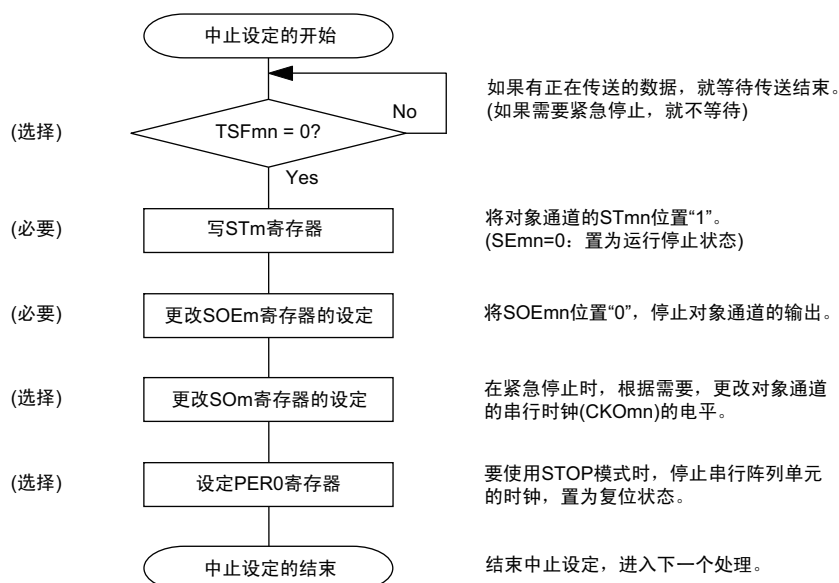 中止设定的开始
如果有正在传送的数据，就等待传送结束。
(如果需要紧急停止，就不等待)
No
(选择)
TSFmn = 0?
Yes
(必要)
写STm寄存器
将对象通道的STmn位置“1”。
(SEmn=0：置为运行停止状态)
(必要)
更改SOEm寄存器的设定
将SOEmn位置“0”，停止对象通道的输出。
(选择)
更改SOm寄存器的设定
在紧急停止时，根据需要，更改对象通道
的串行时钟(CKOmn)的电平。
(选择)
设定PER0寄存器
要使用STOP模式时，停止串行阵列单元
的时钟，置为复位状态。
中止设定的结束
结束中止设定，进入下一个处理。